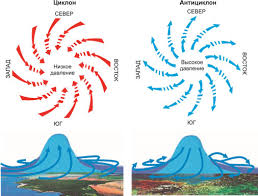 Циклон
СЕВЕР
ЗАПАД
Низкое
давление
ВОСТОК
ЮГ
Антициклон
СЕВЕР
ЗАПАД
Высокое
давление
ВОСТОК
ЮГ